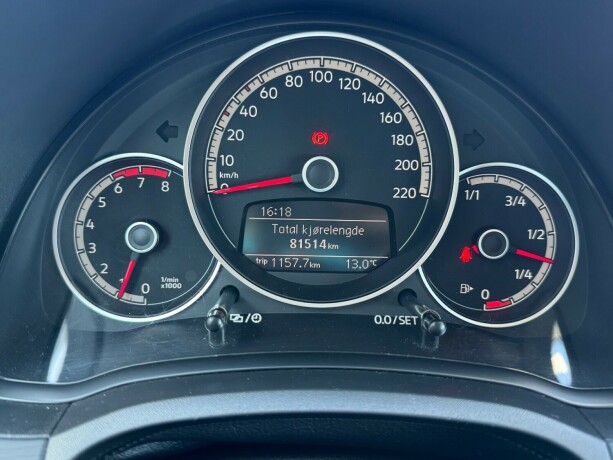 0 10 20 40 60 80 100 120 140 160 180 200 220
km/h
P
16:18
Total kjørelengde
81514 km
trip 1157.7 km 13.0°C
0 2 3 4 5 6 7 8
1/min
x1000
1/1 3/4 1/2 1/4 0
0.0/SET